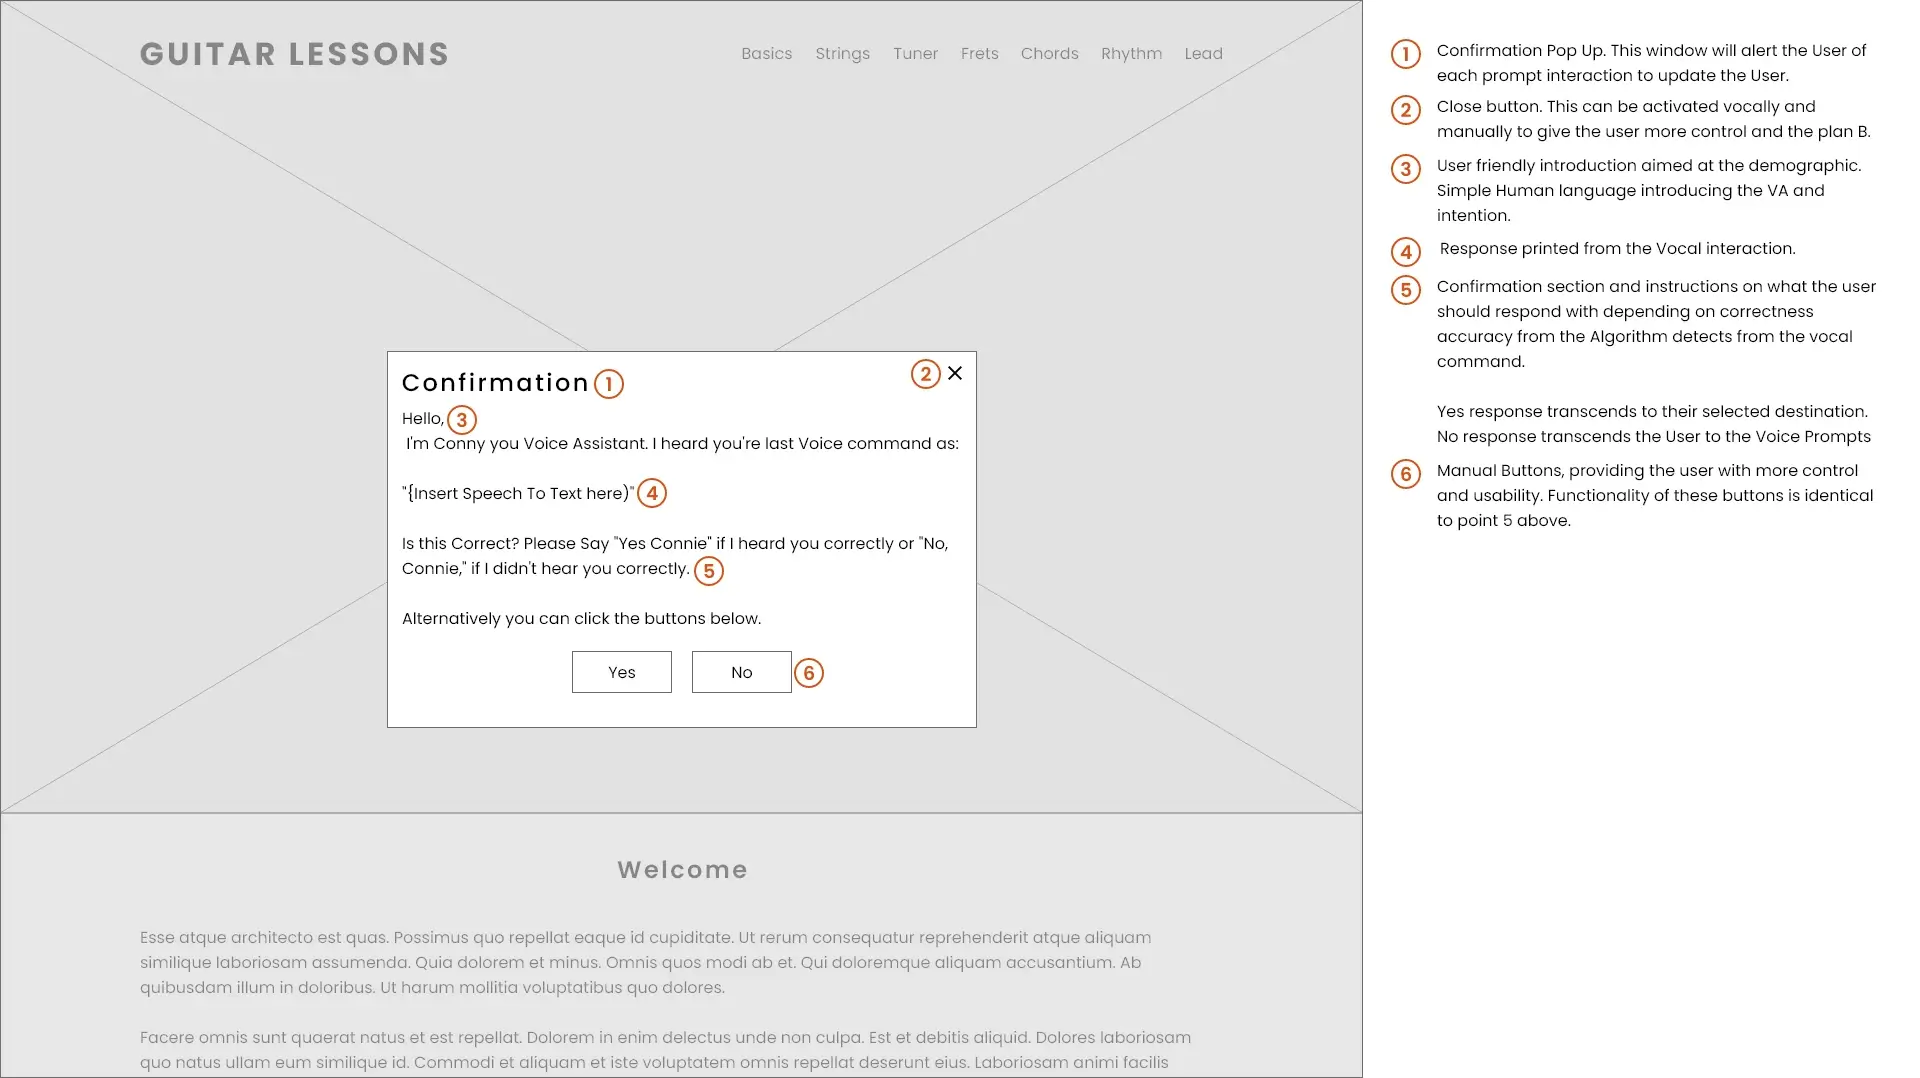 GUITAR LESSONS
Basics Strings Tuner Frets Chords Rhythm Lead
Confirmation 1
2
Hello, 3
I'm Conny you Voice Assistant. I heard you're last Voice command as:
"{Insert Speech To Text here)" 4
Is this Correct? Please Say "Yes Connie" if I heard you correctly or "No,
Connie," if I didn't hear you correctly. 5
Alternatively you can click the buttons below.
Yes No 6
Welcome
Esse atque architecto est quas. Possimus quo repellat eaque id cupiditate. Ut rerum consequatur reprehenderit atque aliquam
similique laboriosam assumenda. Quia dolorem et minus. Omnis quos modi ab et. Qui doloremque aliquam accusantium. Ab
quibusdam illum in doloribus. Ut harum mollitia voluptatibus quo dolores.
Facere omnis sunt quaerat natus et est repellat. Dolorem in enim delectus unde non culpa. Est et debitis aliquid. Dolores laboriosam
quo natus ullam eum similique id. Commodi et aliquam et iste voluptatem omnis repellat deserunt eius. Laboriosam animi facilis
1 Confirmation Pop Up. This window will alert the User of
each prompt interaction to update the User.
2 Close button. This can be activated vocally and
manually to give the user more control and the plan B.
3 User friendly introduction aimed at the demographic.
Simple Human language introducing the VA and
intention.
4 Response printed from the Vocal interaction.
5 Confirmation section and instructions on what the user
should respond with depending on correctness
accuracy from the Algorithm detects from the vocal
command.
Yes response transcends to their selected destination.
No response transcends the User to the Voice Prompts
6 Manual Buttons, providing the user with more control
and usability. Functionality of these buttons is identical
to point 5 above.